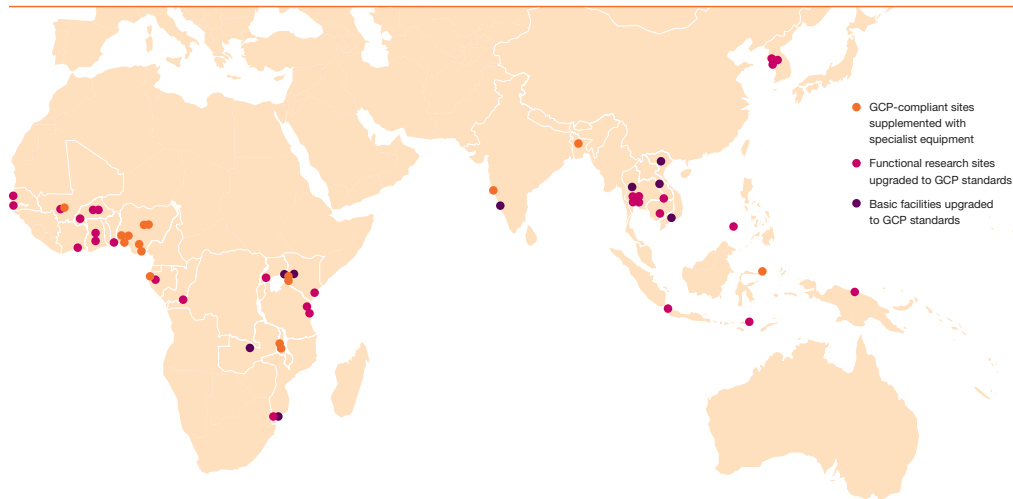 GCP-compliant sites
supplemented with
specialist equipment
Functional research sites
upgraded to GCP standards
Basic facilities upgraded
to GCP standards